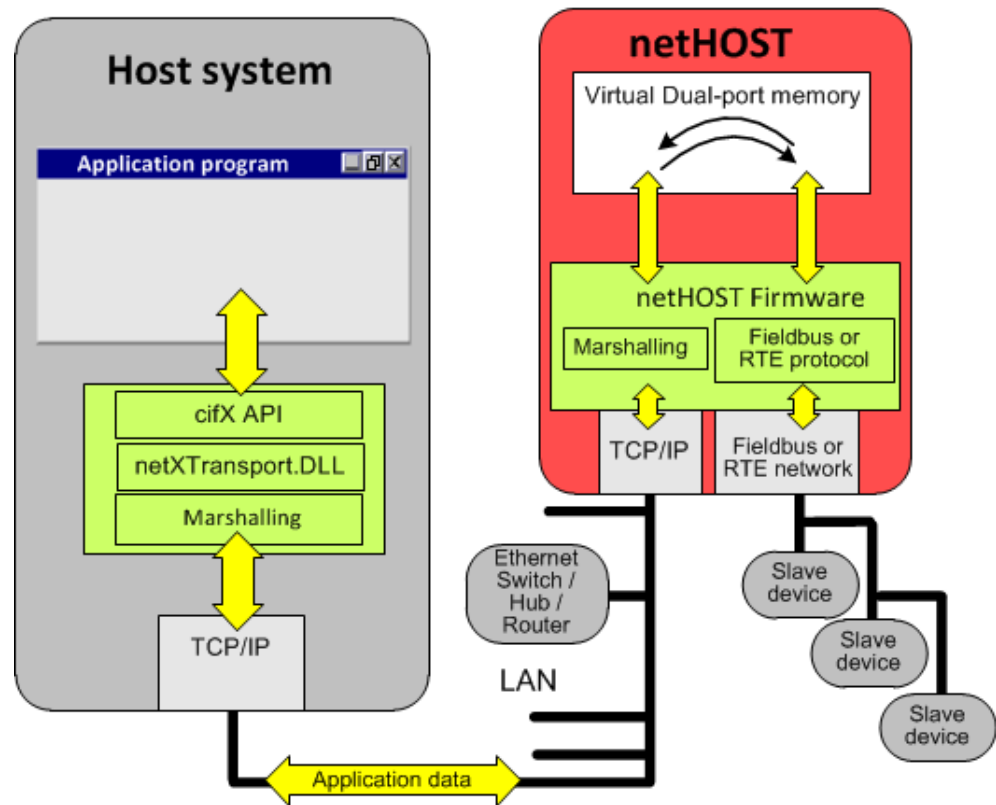 Host system
Application program
cifX API
netXTransport.DLL
Marshalling
TCP/IP
Application data
netHOST
Virtual Dual-port memory
netHOST Firmware
Marshalling
Fieldbus or
RTE protocol
TCP/IP
Fieldbus or
RTE network
Ethernet
Switch /
Hub /
Router
LAN
Slave
device
Slave
device
Slave
device